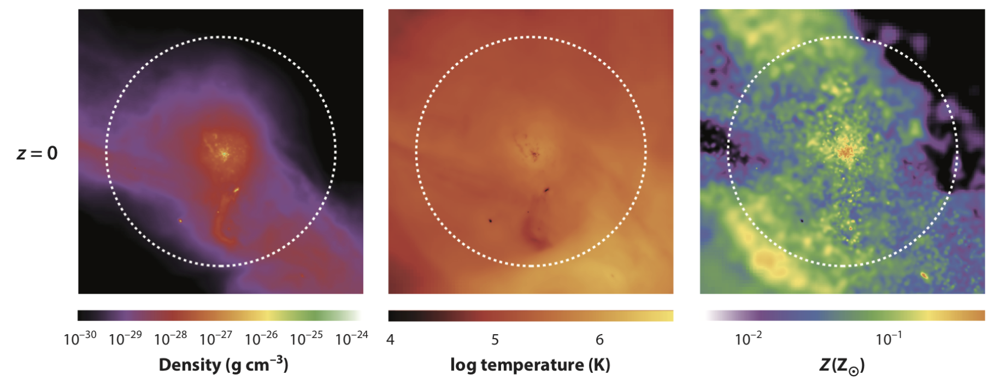 z = 0
10⁻³⁰ 10⁻²⁹ 10⁻²⁸ 10⁻²⁷ 10⁻²⁶ 10⁻²⁵ 10⁻²⁴
Density (g cm⁻³)
4 5 6
log temperature (K)
10⁻² 10⁻¹
Z (Z☉)